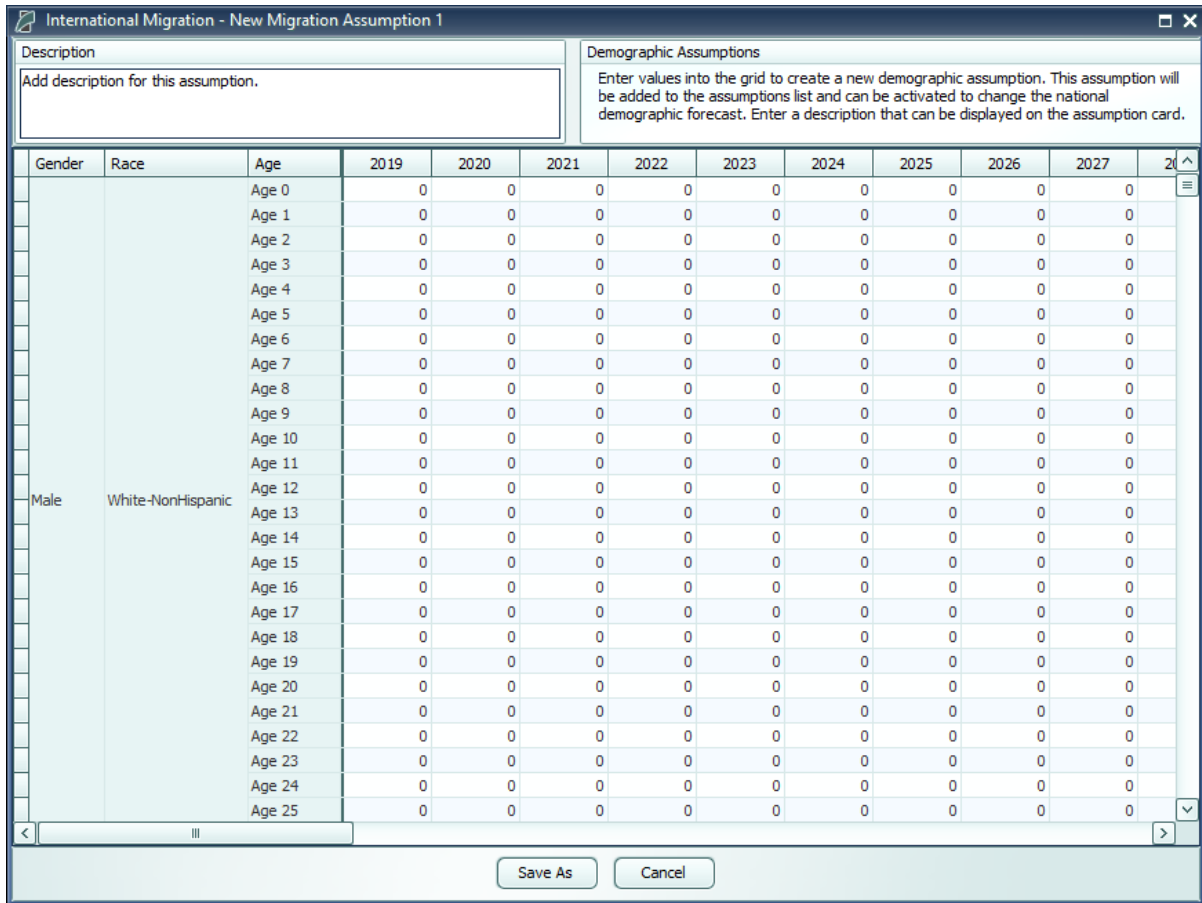 International Migration - New Migration Assumption 1
Description
Add description for this assumption.
Demographic Assumptions
Enter values into the grid to create a new demographic assumption. This assumption will
be added to the assumptions list and can be activated to change the national
demographic forecast. Enter a description that can be displayed on the assumption card.
Gender Race Age 2019 2020 2021 2022 2023 2024 2025 2026 2027 20
Age 0 0 0 0 0 0 0 0 0 0
Age 1 0 0 0 0 0 0 0 0 0
Age 2 0 0 0 0 0 0 0 0 0
Age 3 0 0 0 0 0 0 0 0 0
Age 4 0 0 0 0 0 0 0 0 0
Age 5 0 0 0 0 0 0 0 0 0
Age 6 0 0 0 0 0 0 0 0 0
Age 7 0 0 0 0 0 0 0 0 0
Age 8 0 0 0 0 0 0 0 0 0
Age 9 0 0 0 0 0 0 0 0 0
Age 10 0 0 0 0 0 0 0 0 0
Age 11 0 0 0 0 0 0 0 0 0
Age 12 0 0 0 0 0 0 0 0 0
Male White-NonHispanic
Age 13 0 0 0 0 0 0 0 0 0
Age 14 0 0 0 0 0 0 0 0 0
Age 15 0 0 0 0 0 0 0 0 0
Age 16 0 0 0 0 0 0 0 0 0
Age 17 0 0 0 0 0 0 0 0 0
Age 18 0 0 0 0 0 0 0 0 0
Age 19 0 0 0 0 0 0 0 0 0
Age 20 0 0 0 0 0 0 0 0 0
Age 21 0 0 0 0 0 0 0 0 0
Age 22 0 0 0 0 0 0 0 0 0
Age 23 0 0 0 0 0 0 0 0 0
Age 24 0 0 0 0 0 0 0 0 0
Age 25 0 0 0 0 0 0 0 0 0
Save As Cancel